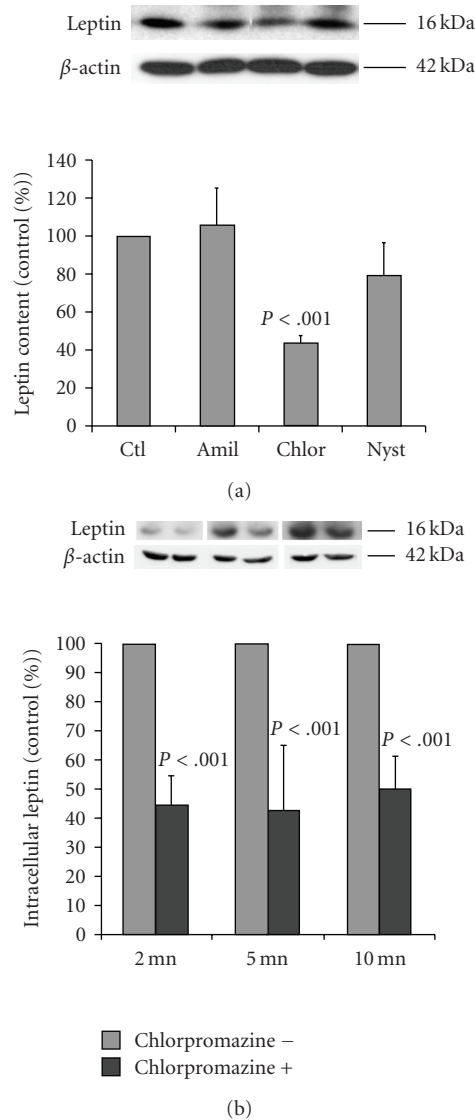 Leptin 16 kDa
β-actin 42 kDa
Leptin content (control (%))
140
120
100
80
60
40
20
0
P < .001
Ctl Amil Chlor Nyst
(a)
Leptin 16 kDa
β-actin 42 kDa
Intracellular leptin (control (%))
100
90
80
70
60
50
40
30
20
10
0
P < .001 P < .001 P < .001
2 mn 5 mn 10 mn
Chlorpromazine −
Chlorpromazine +
(b)